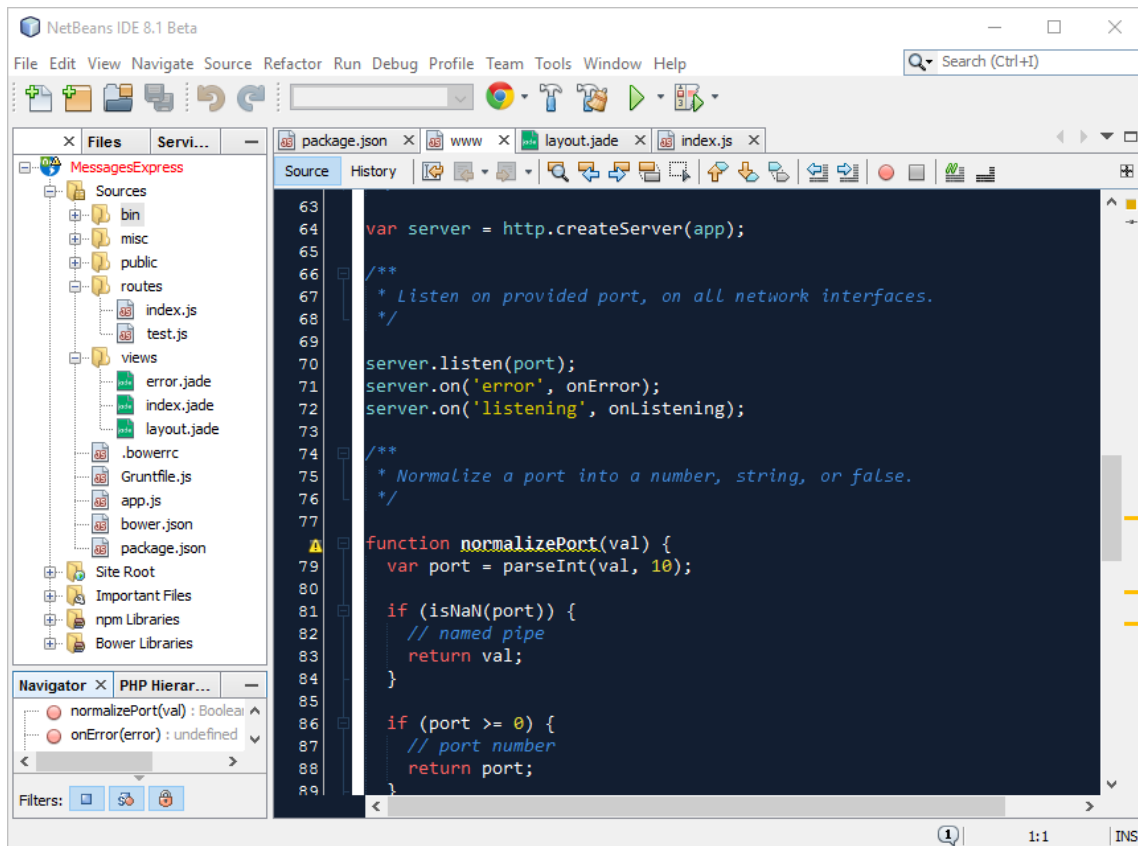 NetBeans IDE 8.1 Beta
File Edit View Navigate Source Refactor Run Debug Profile Team Tools Window Help
Search (Ctrl+I)
Files Servi...
MessagesExpress
Sources
bin
misc
public
routes
index.js
test.js
views
error.jade
index.jade
layout.jade
.bowerrc
Gruntfile.js
app.js
bower.json
package.json
Site Root
Important Files
npm Libraries
Bower Libraries
Navigator PHP Hierar...
normalizePort(val) : Boolea
onError(error) : undefined
Filters:
package.json www layout.jade index.js
Source History
63
64 var server = http.createServer(app);
65
66 /**
67 * Listen on provided port, on all network interfaces.
68 */
69
70 server.listen(port);
71 server.on('error', onError);
72 server.on('listening', onListening);
73
74 /**
75 * Normalize a port into a number, string, or false.
76 */
77
function normalizePort(val) {
79 var port = parseInt(val, 10);
80
81 if (isNaN(port)) {
82 // named pipe
83 return val;
84 }
85
86 if (port >= 0) {
87 // port number
88 return port;
89 }
1 1:1 INS